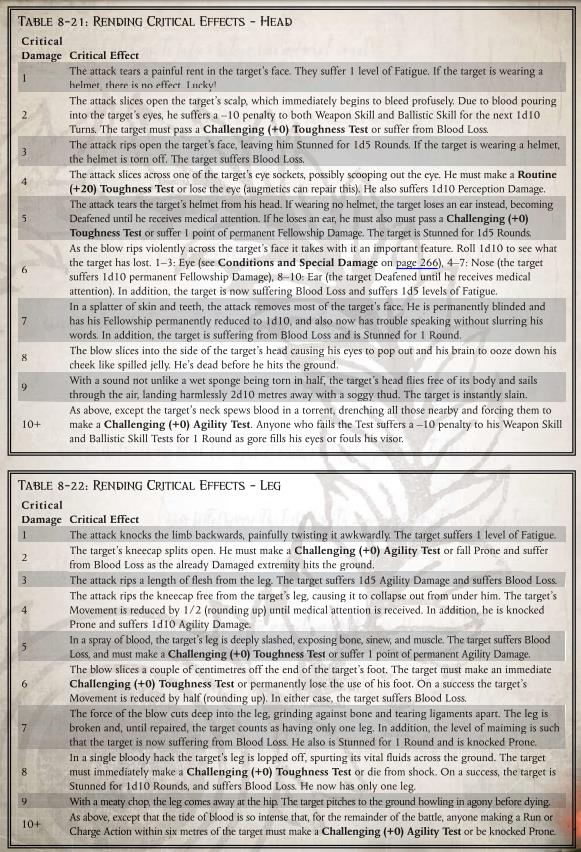 TABLE 8-21: RENDING CRITICAL EFFECTS – HEAD
Critical
Damage Critical Effect
1 The attack tears a painful rent in the target's face. They suffer 1 level of Fatigue. If the target is wearing a
helmet, there is no effect. Lucky!
The attack slices open the target's scalp, which immediately begins to bleed profusely. Due to blood pouring
2 into the target's eyes, he suffers a –10 penalty to both Weapon Skill and Ballistic Skill for the next 1d10
Turns. The target must pass a Challenging (+0) Toughness Test or suffer from Blood Loss.
3 The attack rips open the target's face, leaving him Stunned for 1d5 Rounds. If the target is wearing a helmet,
the helmet is torn off. The target suffers Blood Loss.
4 The attack slices across one of the target's eye sockets, possibly scooping out the eye. He must make a Routine
(+20) Toughness Test or lose the eye (augmetics can repair this). He also suffers 1d10 Perception Damage.
The attack tears the target's helmet from his head. If wearing no helmet, the target loses an ear instead, becoming
5 Deafened until he receives medical attention. If he loses an ear, he must also must pass a Challenging (+0)
Toughness Test or suffer 1 point of permanent Fellowship Damage. The target is Stunned for 1d5 Rounds.
As the blow rips violently across the target's face it takes with it an important feature. Roll 1d10 to see what
6 the target has lost. 1–3: Eye (see Conditions and Special Damage on page 266), 4–7: Nose (the target
suffers 1d10 permanent Fellowship Damage), 8–10: Ear (the target Deafened until he receives medical
attention). In addition, the target is now suffering Blood Loss and suffers 1d5 levels of Fatigue.
In a splatter of skin and teeth, the attack removes most of the target's face. He is permanently blinded and
7 has his Fellowship permanently reduced to 1d10, and also now has trouble speaking without slurring his
words. In addition, the target is suffering from Blood Loss and is Stunned for 1 Round.
8 The blow slices into the side of the target's head causing his eyes to pop out and his brain to ooze down his
cheek like spilled jelly. He's dead before he hits the ground.
9 With a sound not unlike a wet sponge being torn in half, the target's head flies free of its body and sails
through the air, landing harmlessly 2d10 metres away with a soggy thud. The target is instantly slain.
As above, except the target's neck spews blood in a torrent, drenching all those nearby and forcing them to
10+ make a Challenging (+0) Agility Test. Anyone who fails the Test suffers a –10 penalty to his Weapon Skill
and Ballistic Skill Tests for 1 Round as gore fills his eyes or fouls his visor.
TABLE 8-22: RENDING CRITICAL EFFECTS – LEG
Critical
Damage Critical Effect
1 The attack knocks the limb backwards, painfully twisting it awkwardly. The target suffers 1 level of Fatigue.
2 The target's kneecap splits open. He must make a Challenging (+0) Agility Test or fall Prone and suffer
from Blood Loss as the already Damaged extremity hits the ground.
3 The attack rips a length of flesh from the leg. The target suffers 1d5 Agility Damage and suffers Blood Loss.
The attack rips the kneecap free from the target's leg, causing it to collapse out from under him. The target's
4 Movement is reduced by 1/2 (rounding up) until medical attention is received. In addition, he is knocked
Prone and suffers 1d10 Agility Damage.
5 In a spray of blood, the target's leg is deeply slashed, exposing bone, sinew, and muscle. The target suffers Blood
Loss, and must make a Challenging (+0) Toughness Test or suffer 1 point of permanent Agility Damage.
The blow slices a couple of centimetres off the end of the target's foot. The target must make an immediate
6 Challenging (+0) Toughness Test or permanently lose the use of his foot. On a success the target's
Movement is reduced by half (rounding up). In either case, the target suffers Blood Loss.
The force of the blow cuts deep into the leg, grinding against bone and tearing ligaments apart. The leg is
7 broken and, until repaired, the target counts as having only one leg. In addition, the level of maiming is such
that the target is now suffering from Blood Loss. He also is Stunned for 1 Round and is knocked Prone.
In a single bloody hack the target's leg is lopped off, spurting its vital fluids across the ground. The target
8 must immediately make a Challenging (+0) Toughness Test or die from shock. On a success, the target is
Stunned for 1d10 Rounds, and suffers Blood Loss. He now has only one leg.
9 With a meaty chop, the leg comes away at the hip. The target pitches to the ground howling in agony before dying.
10+ As above, except that the tide of blood is so intense that, for the remainder of the battle, anyone making a Run or
Charge Action within six metres of the target must make a Challenging (+0) Agility Test or be knocked Prone.